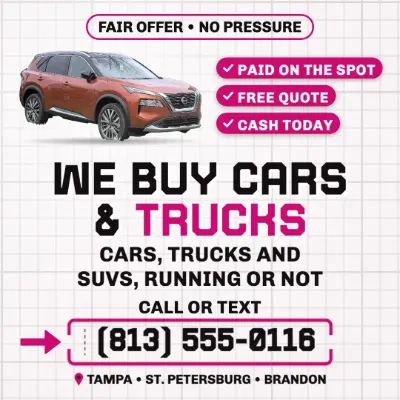 FAIR OFFER • NO PRESSURE
PAID ON THE SPOT
FREE QUOTE
CASH TODAY
WE BUY CARS
& TRUCKS
CARS, TRUCKS AND
SUVS, RUNNING OR NOT
CALL OR TEXT
(813) 555-0116
TAMPA • ST. PETERSBURG • BRANDON